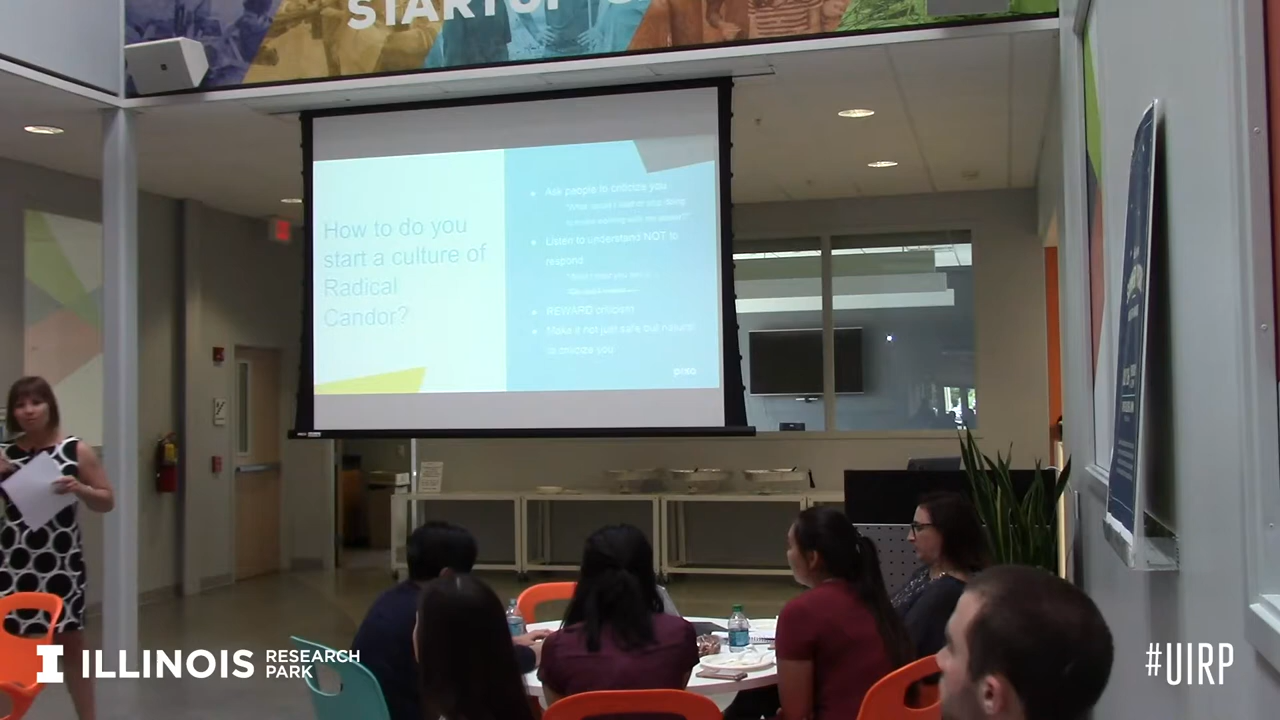 STARTUP
How to do you
start a culture of
Radical
Candor?
Ask people to criticize you
Listen to understand NOT to
respond
REWARD criticism
Make it not just safe but natural
to criticize you
pixo
I ILLINOIS RESEARCH
PARK
#UIRP